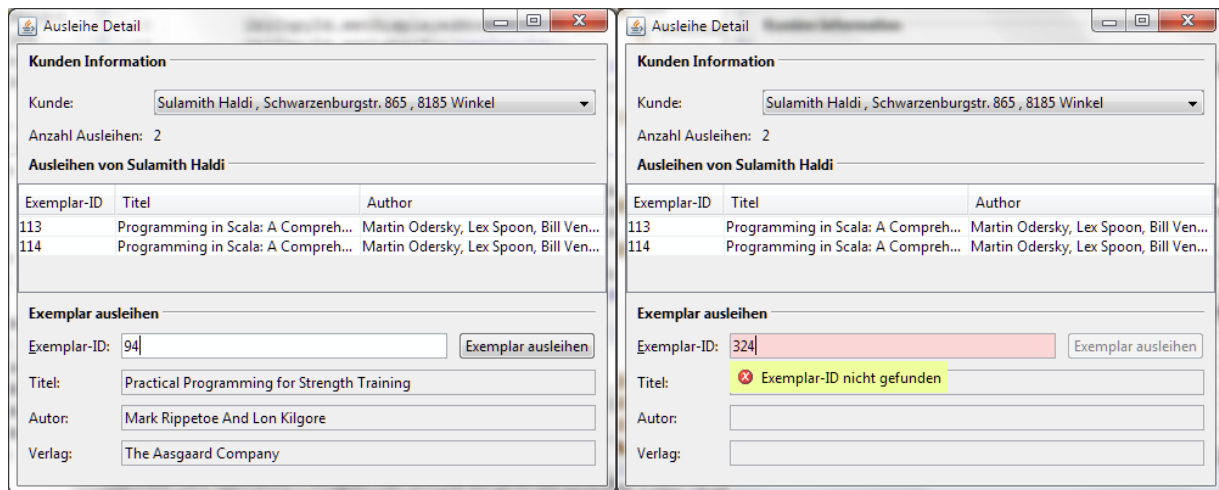 Ausleihe Detail
Kunden Information
Kunde: Sulamith Haldi , Schwarzenburgstr. 865 , 8185 Winkel
Anzahl Ausleihen: 2
Ausleihen von Sulamith Haldi
Exemplar-ID Titel Author
113 Programming in Scala: A Compreh... Martin Odersky, Lex Spoon, Bill Ven...
114 Programming in Scala: A Compreh... Martin Odersky, Lex Spoon, Bill Ven...
Exemplar ausleihen
Exemplar-ID: 94 Exemplar ausleihen
Titel: Practical Programming for Strength Training
Autor: Mark Rippetoe And Lon Kilgore
Verlag: The Aasgaard Company
Ausleihe Detail
Kunden Information
Kunde: Sulamith Haldi , Schwarzenburgstr. 865 , 8185 Winkel
Anzahl Ausleihen: 2
Ausleihen von Sulamith Haldi
Exemplar-ID Titel Author
113 Programming in Scala: A Compreh... Martin Odersky, Lex Spoon, Bill Ven...
114 Programming in Scala: A Compreh... Martin Odersky, Lex Spoon, Bill Ven...
Exemplar ausleihen
Exemplar-ID: 324 Exemplar ausleihen
Titel: Exemplar-ID nicht gefunden
Autor:
Verlag: